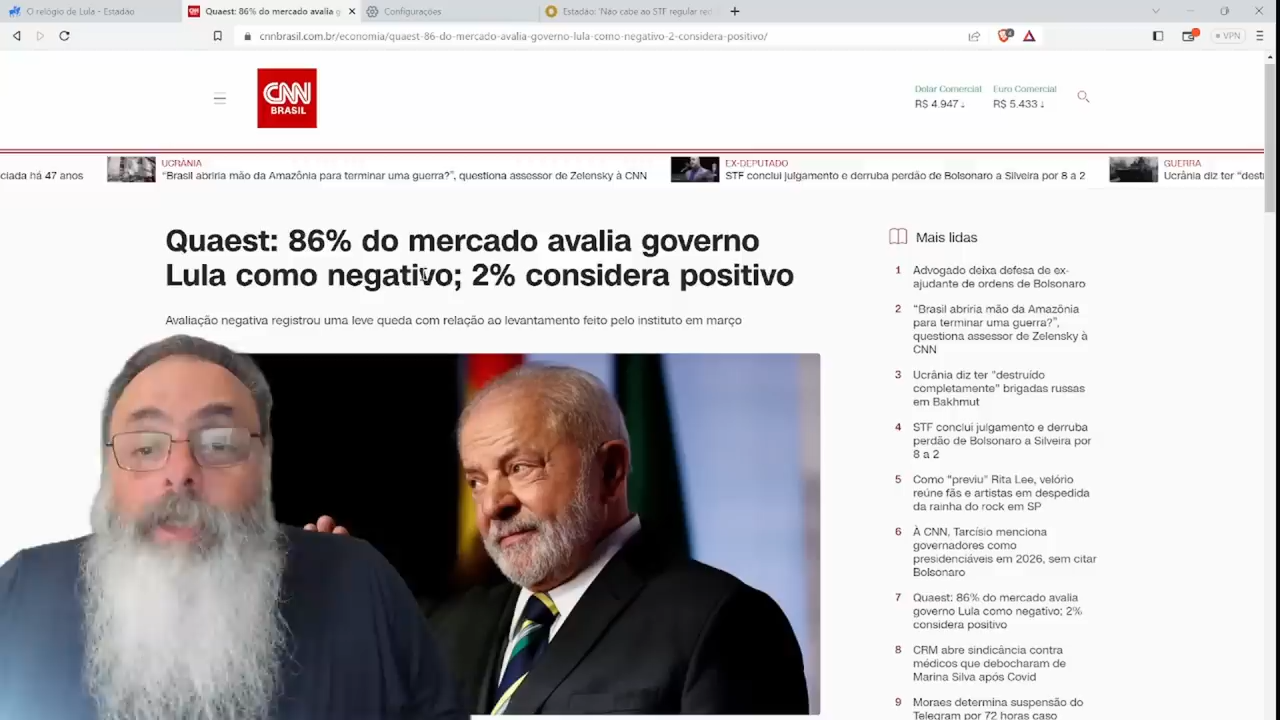 O relógio de Lula - Estadão
CNN Quaest: 86% do mercado avalia g
Configurações
Estadão: 'Não cabe ao STF regular red
cnnbrasil.com.br/economia/quaest-86-do-mercado-avalia-governo-lula-como-negativo-2-considera-positivo/
VPN
CNN
BRASIL
Dólar Comercial
R$ 4.947 ↓
Euro Comercial
R$ 5.433 ↓
ciada há 47 anos
UCRÂNIA
“Brasil abriria mão da Amazônia para terminar uma guerra?”, questiona assessor de Zelensky à CNN
EX-DEPUTADO
STF conclui julgamento e derruba perdão de Bolsonaro a Silveira por 8 a 2
GUERRA
Ucrânia diz ter “dest
Quaest: 86% do mercado avalia governo
Lula como negativo; 2% considera positivo
Avaliação negativa registrou uma leve queda com relação ao levantamento feito pelo instituto em março
Mais lidas
1 Advogado deixa defesa de ex-
ajudante de ordens de Bolsonaro
2 “Brasil abriria mão da Amazônia
para terminar uma guerra?”,
questiona assessor de Zelensky à
CNN
3 Ucrânia diz ter “destruído
completamente” brigadas russas
em Bakhmut
4 STF conclui julgamento e derruba
perdão de Bolsonaro a Silveira por
8 a 2
5 Como “previu” Rita Lee, velório
reúne fãs e artistas em despedida
da rainha do rock em SP
6 À CNN, Tarcísio menciona
governadores como
presidenciáveis em 2026, sem citar
Bolsonaro
7 Quaest: 86% do mercado avalia
governo Lula como negativo; 2%
considera positivo
8 CRM abre sindicância contra
médicos que debocharam de
Marina Silva após Covid
9 Moraes determina suspensão do
Telegram por 72 horas caso